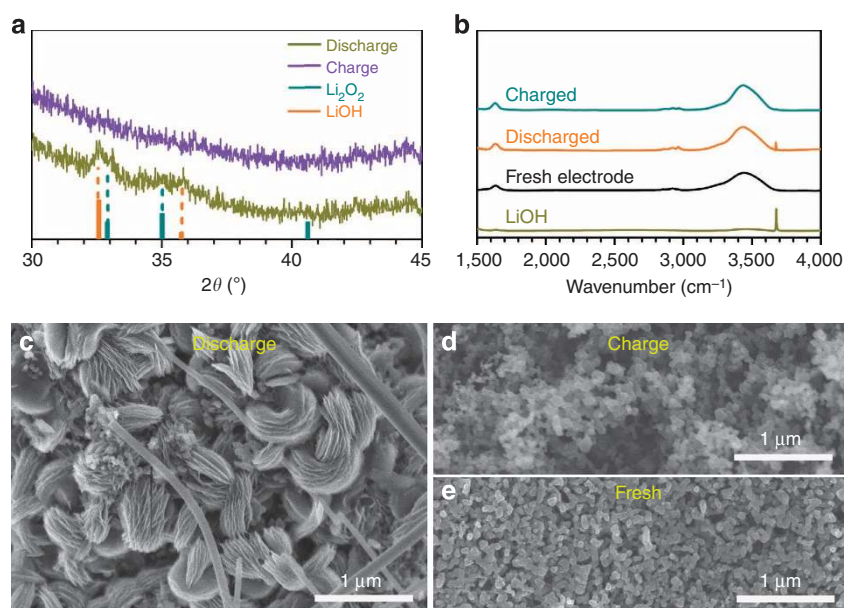 a
Discharge
Charge
Li₂O₂
LiOH
30
35
40
45
2θ (°)
b
Charged
Discharged
Fresh electrode
LiOH
1,500
2,000
2,500
3,000
3,500
4,000
Wavenumber (cm⁻¹)
c
Discharge
1 μm
d
Charge
1 μm
e
Fresh
1 μm